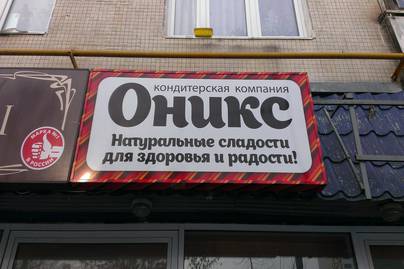 кондитерская компания
Оникс
Натуральные сладости
для здоровья и радости!
МАРКА №1
В РОССИИ